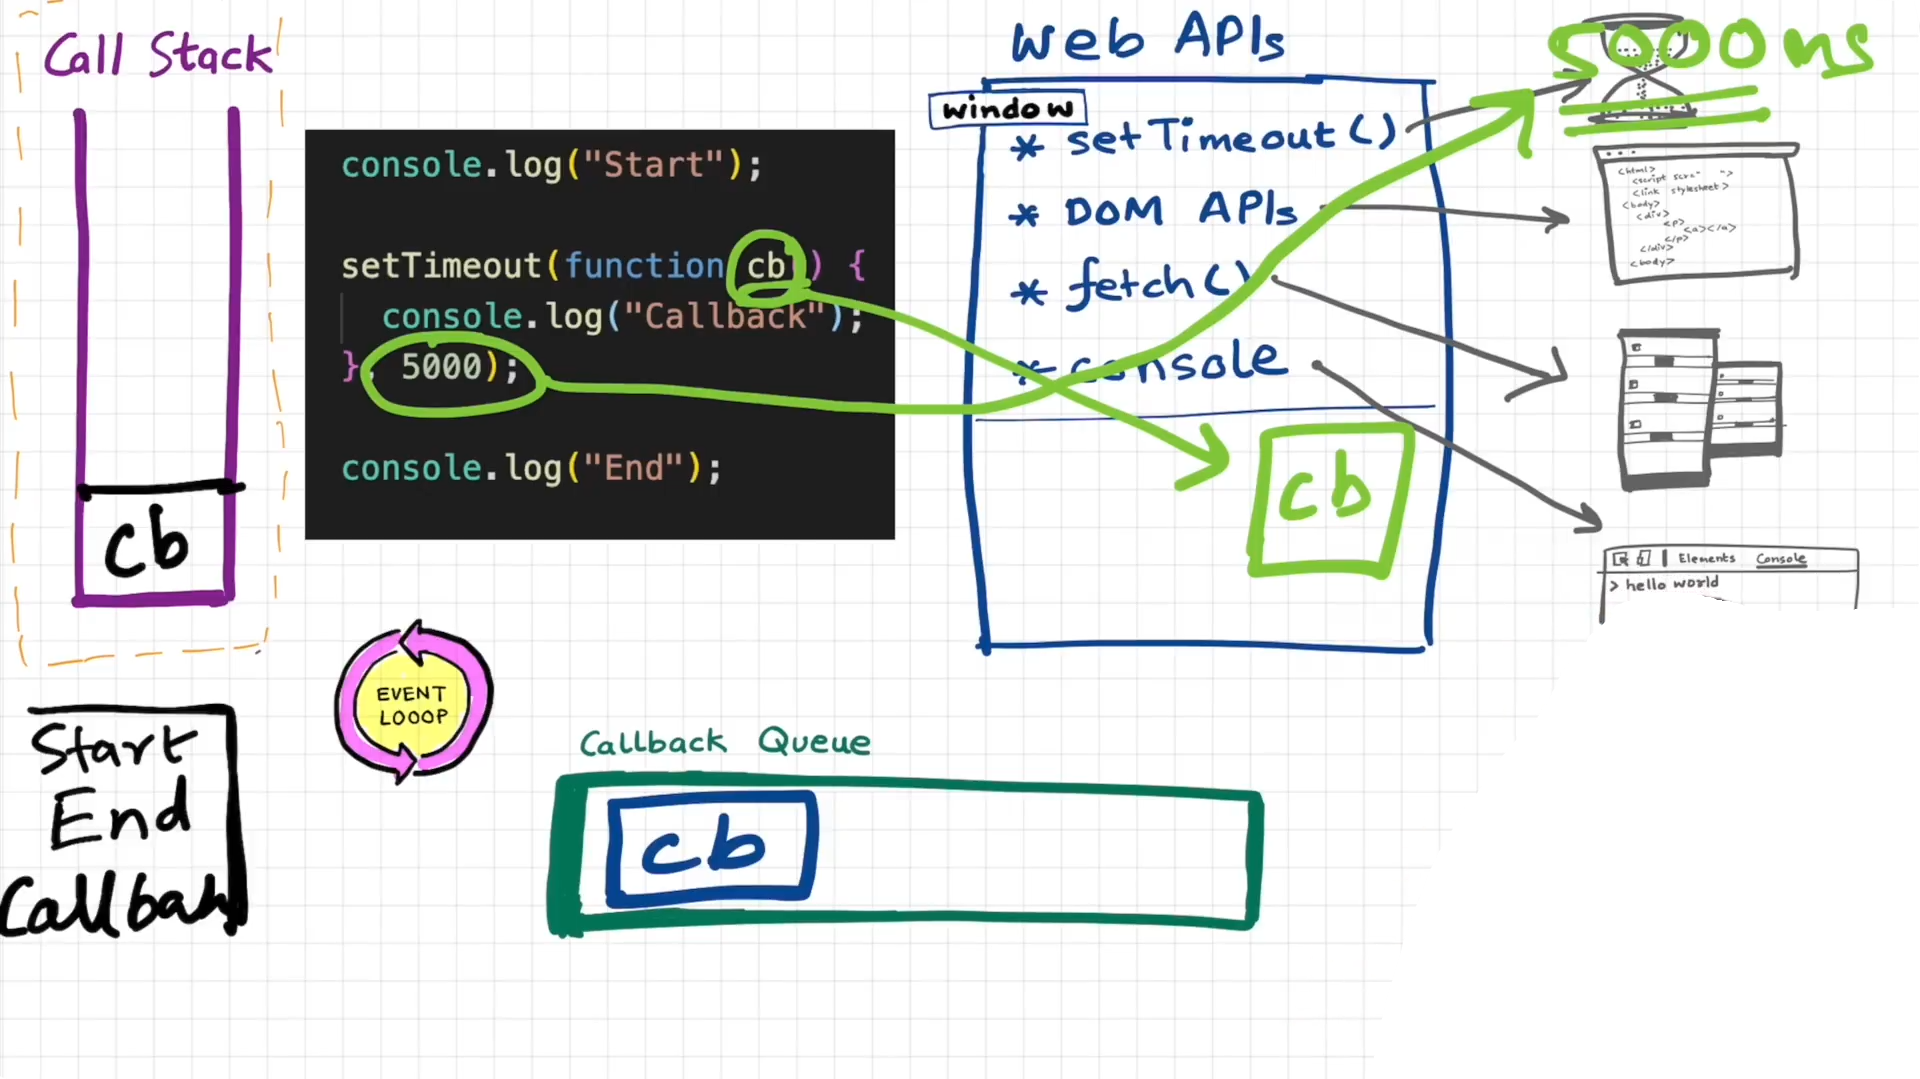 Call Stack
cb
console.log("Start");
setTimeout(function cb() {
console.log("Callback");
}, 5000);
console.log("End");
Web APIs
window
* setTimeout()
* DOM APIs
* fetch()
* console
cb
5000ms
<html>
<script scr=" ">
<link stylesheet>
<body>
<div>
<p>
<a></a>
</p>
</div>
<body>
Elements Console
> hello world
EVENT
LOOOP
Callback Queue
cb
Start
End